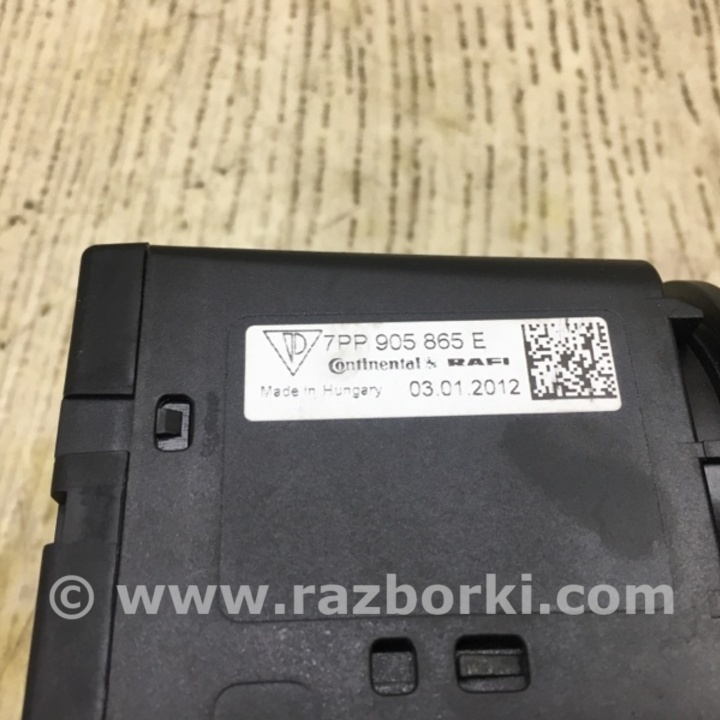 7PP 905 865 E
Continental & RAFI
Made in Hungary 03.01.2012
© www.razborki.com